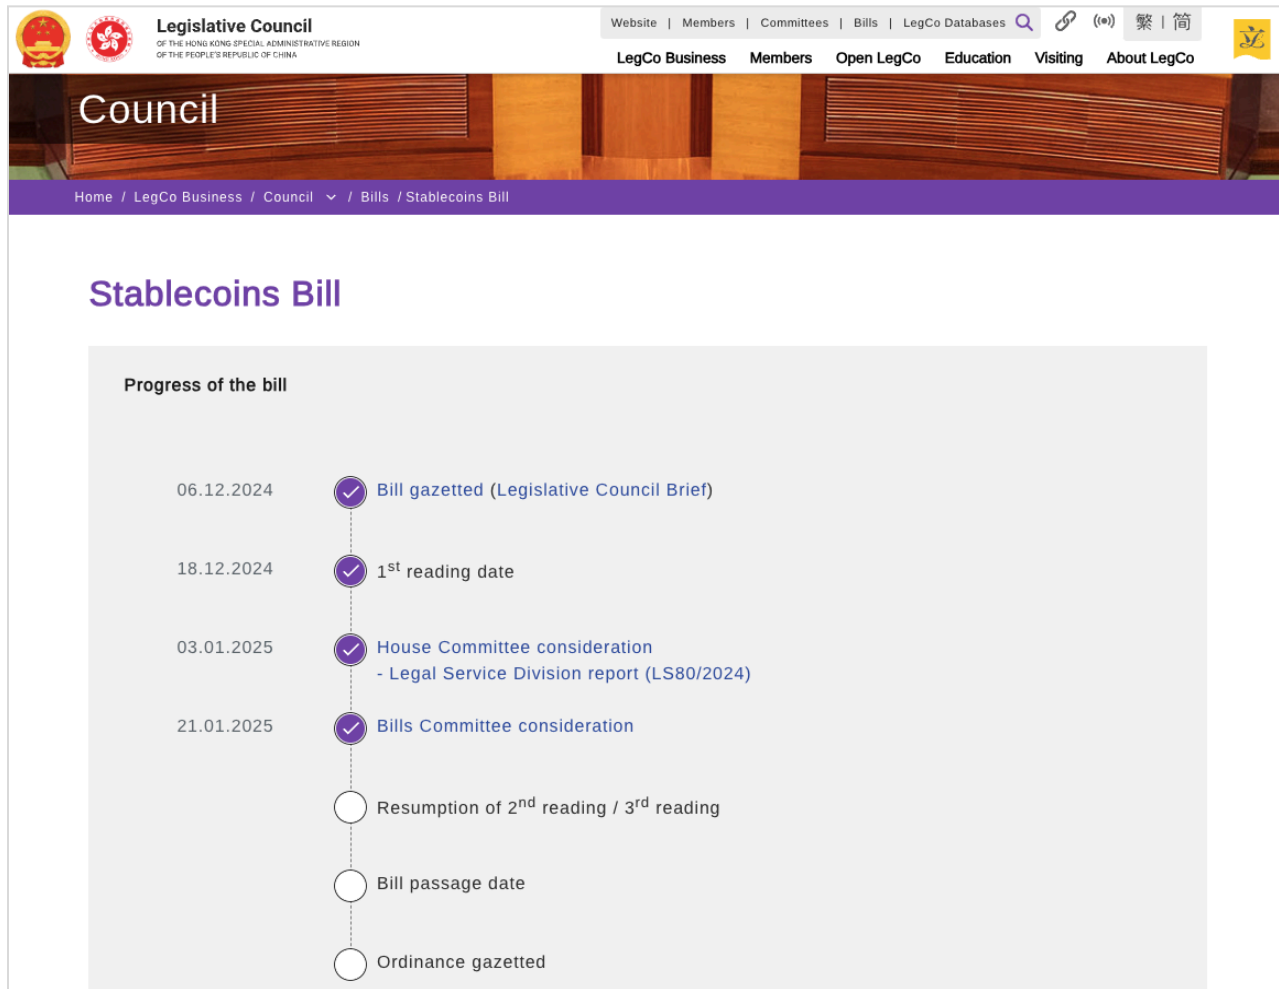 Legislative Council
OF THE HONG KONG SPECIAL ADMINISTRATIVE REGION
OF THE PEOPLE'S REPUBLIC OF CHINA
Website | Members | Committees | Bills | LegCo Databases
繁 | 简
立
LegCo Business Members Open LegCo Education Visiting About LegCo
Council
Home / LegCo Business / Council / Bills / Stablecoins Bill
Stablecoins Bill
Progress of the bill
06.12.2024 Bill gazetted (Legislative Council Brief)
18.12.2024 1st reading date
03.01.2025 House Committee consideration
- Legal Service Division report (LS80/2024)
21.01.2025 Bills Committee consideration
Resumption of 2nd reading / 3rd reading
Bill passage date
Ordinance gazetted